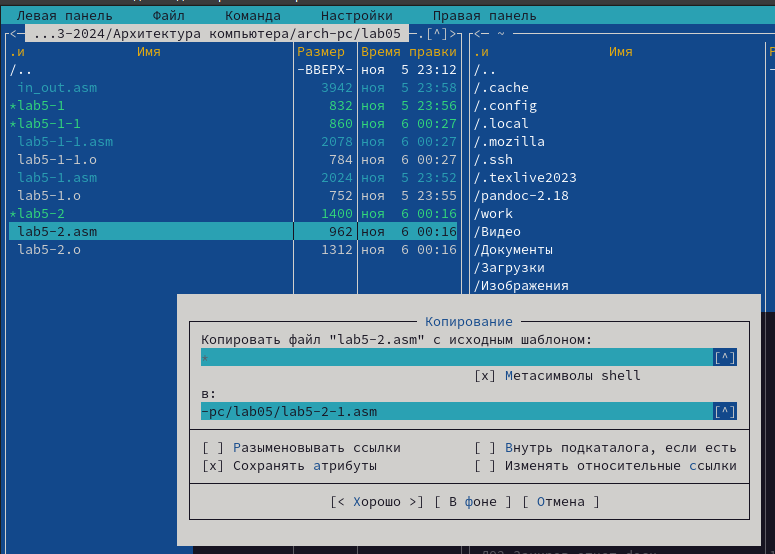 Левая панель Файл Команда Настройки Правая панель
<— ...3-2024/Архитектура компьютера/arch-pc/lab05 —.[^]>
.и Имя Размер Время правки
/.. -ВВЕРХ- ноя 5 23:12
in_out.asm 3942 ноя 5 23:58
*lab5-1 832 ноя 5 23:56
*lab5-1-1 860 ноя 6 00:27
lab5-1-1.asm 2078 ноя 6 00:27
lab5-1-1.o 784 ноя 6 00:27
lab5-1.asm 2024 ноя 5 23:52
lab5-1.o 752 ноя 5 23:55
*lab5-2 1400 ноя 6 00:16
lab5-2.asm 962 ноя 6 00:16
lab5-2.o 1312 ноя 6 00:16
<— ~
.и Имя
/..
/.cache
/.config
/.local
/.mozilla
/.ssh
/.texlive2023
/pandoc-2.18
/work
/Видео
/Документы
/Загрузки
/Изображения
Копирование
Копировать файл "lab5-2.asm" с исходным шаблоном:
* [^]
[x] Метасимволы shell
в:
-pc/lab05/lab5-2-1.asm [^]
[ ] Разыменовывать ссылки [ ] Внутрь подкаталога, если есть
[x] Сохранять атрибуты [ ] Изменять относительные ссылки
[< Хорошо >] [ В фоне ] [ Отмена ]